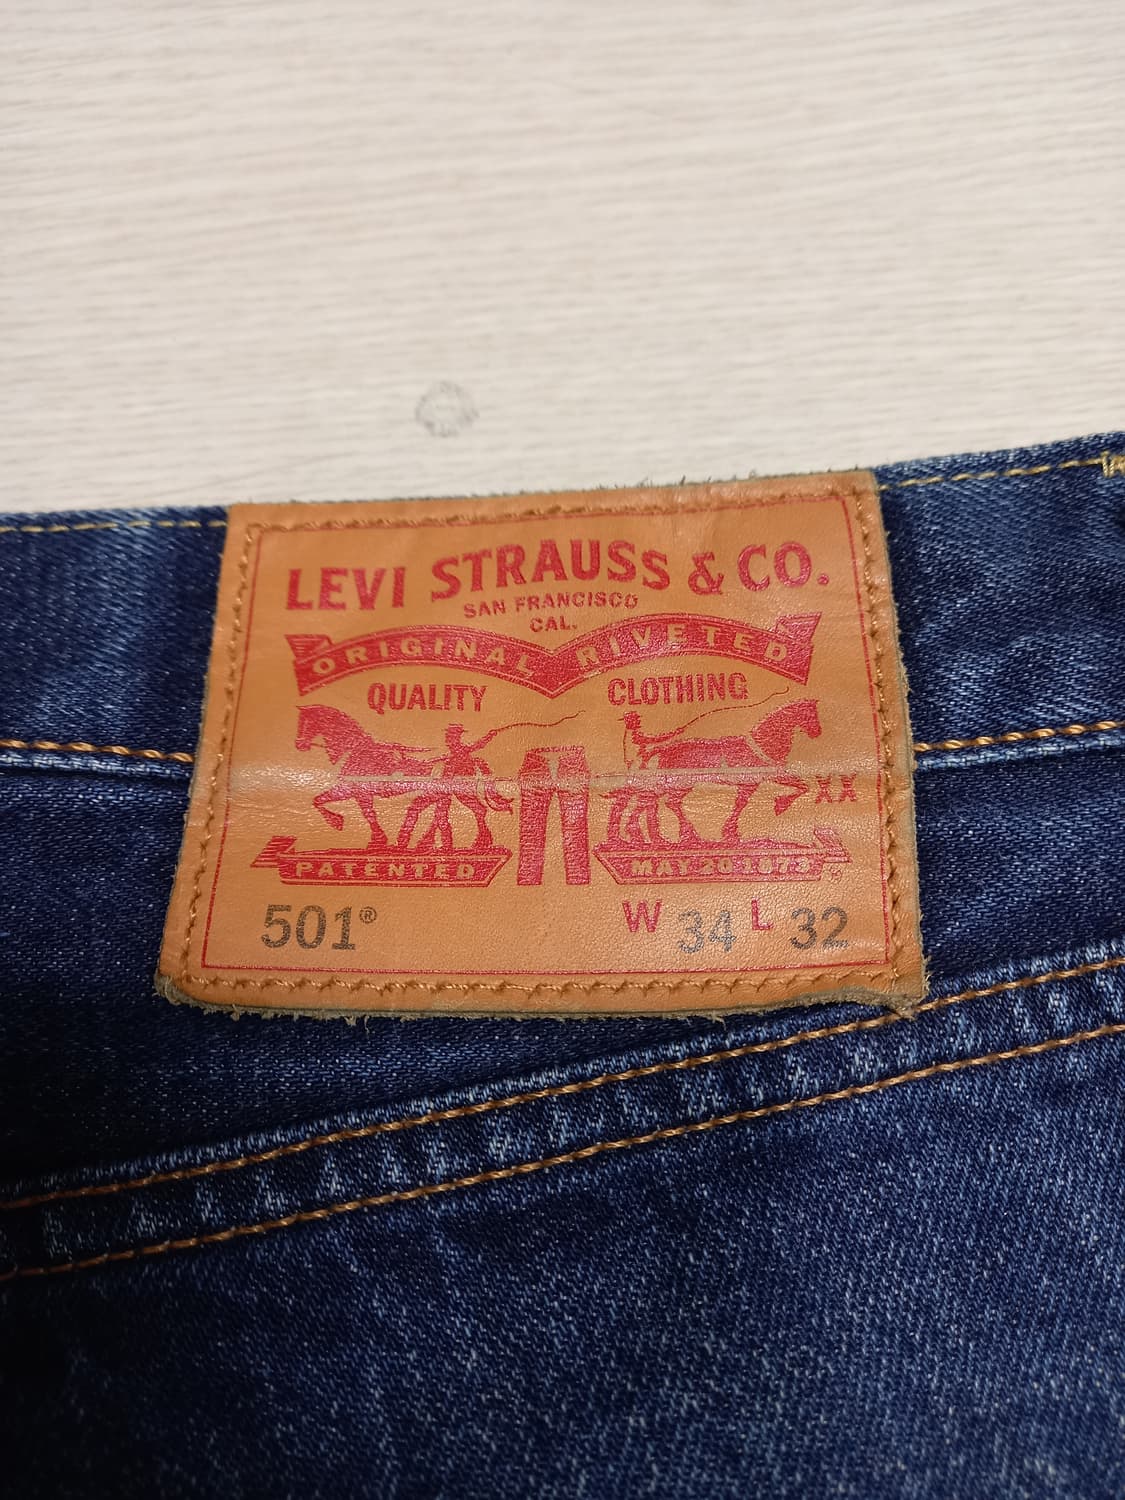 LEVI STRAUSS & CO.
SAN FRANCISCO
CAL.
ORIGINAL RIVETED
QUALITY CLOTHING
XX
PATENTED MAY 20 1873
501® W 34 L 32